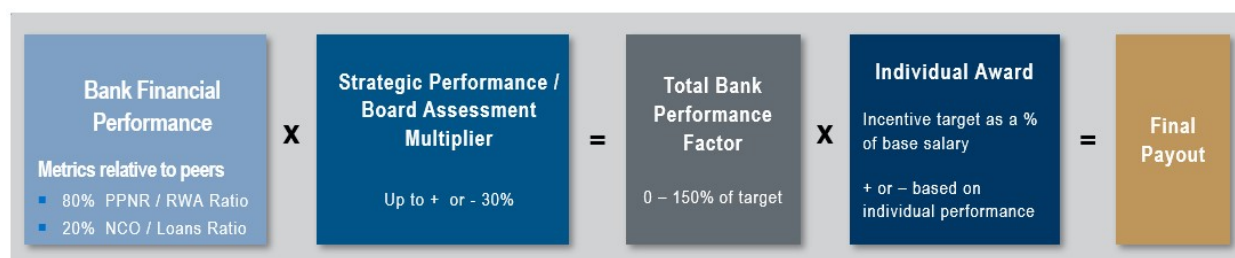 Bank Financial
Performance
Metrics relative to peers
▪ 80% PPNR / RWA Ratio
▪ 20% NCO / Loans Ratio
X
Strategic Performance /
Board Assessment
Multiplier
Up to + or - 30%
=
Total Bank
Performance
Factor
0 – 150% of target
X
Individual Award
Incentive target as a %
of base salary
+ or – based on
individual performance
=
Final
Payout